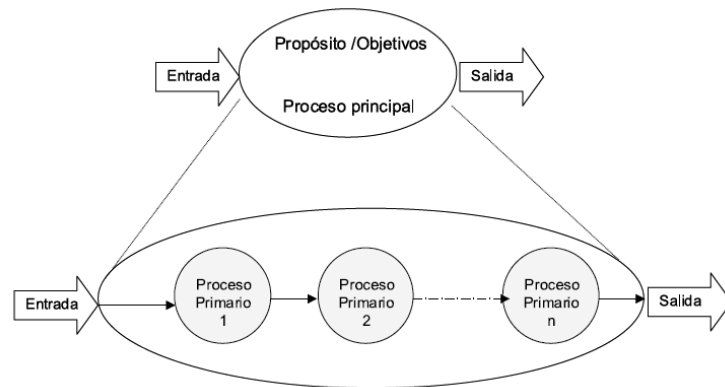 Propósito /Objetivos
Entrada
Salida
Proceso principal
Proceso
Primario
1
Proceso
Primario
2
Proceso
Primario
n
Entrada
Salida